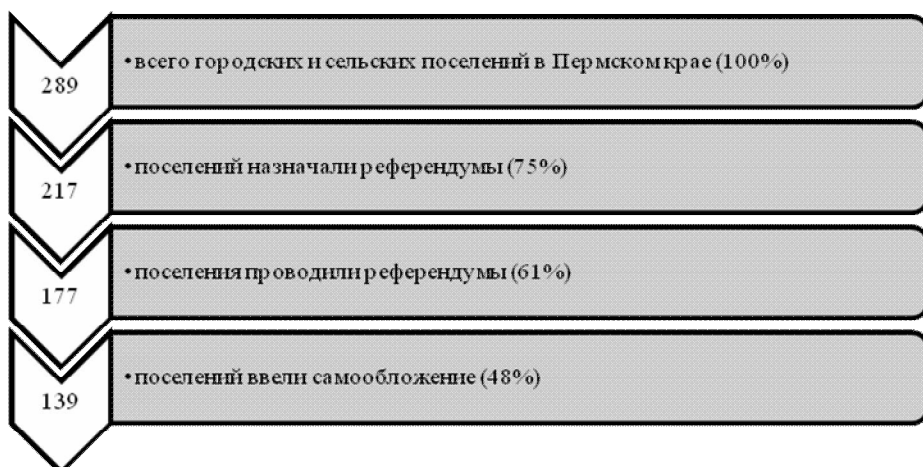 289
• всего городских и сельских поселений в Пермском крае (100%)
217
• поселений назначали референдумы (75%)
177
• поселения проводили референдумы (61%)
139
• поселений ввели самообложение (48%)